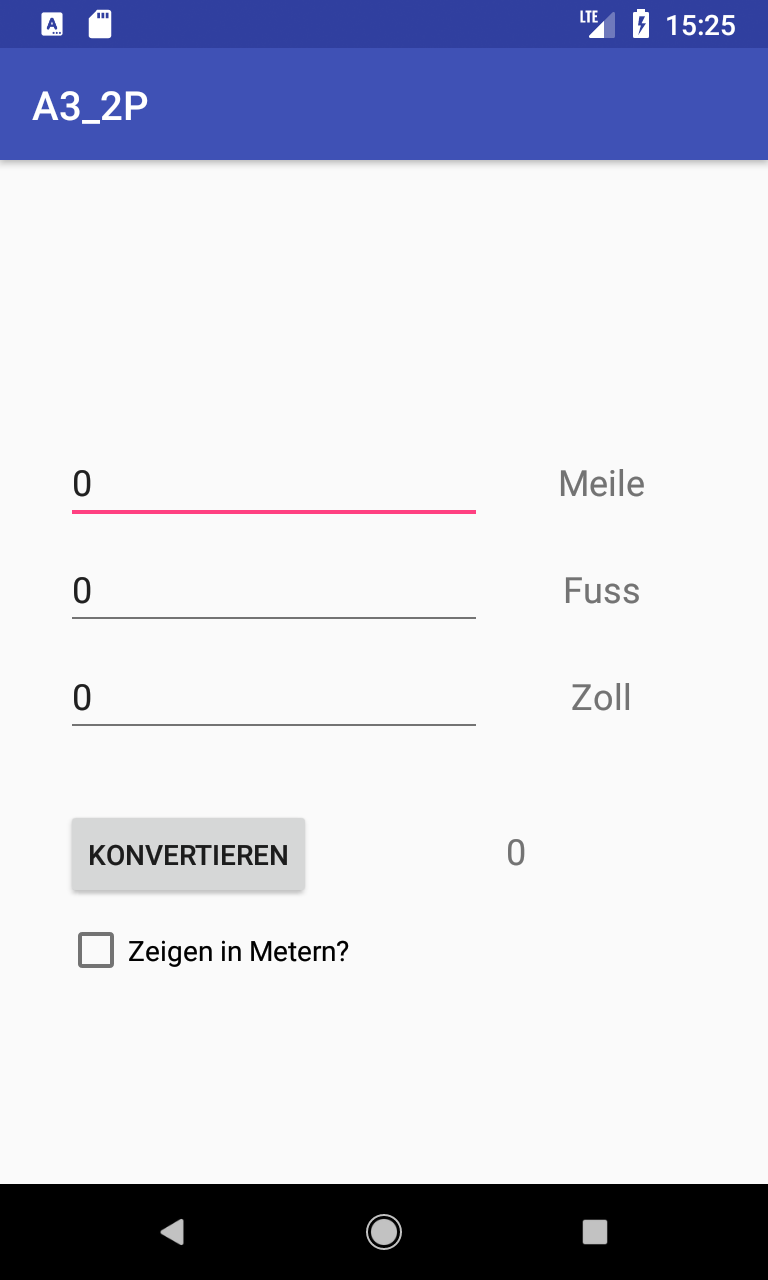 LTE 15:25
A3_2P
0 Meile
0 Fuss
0 Zoll
KONVERTIEREN 0
Zeigen in Metern?